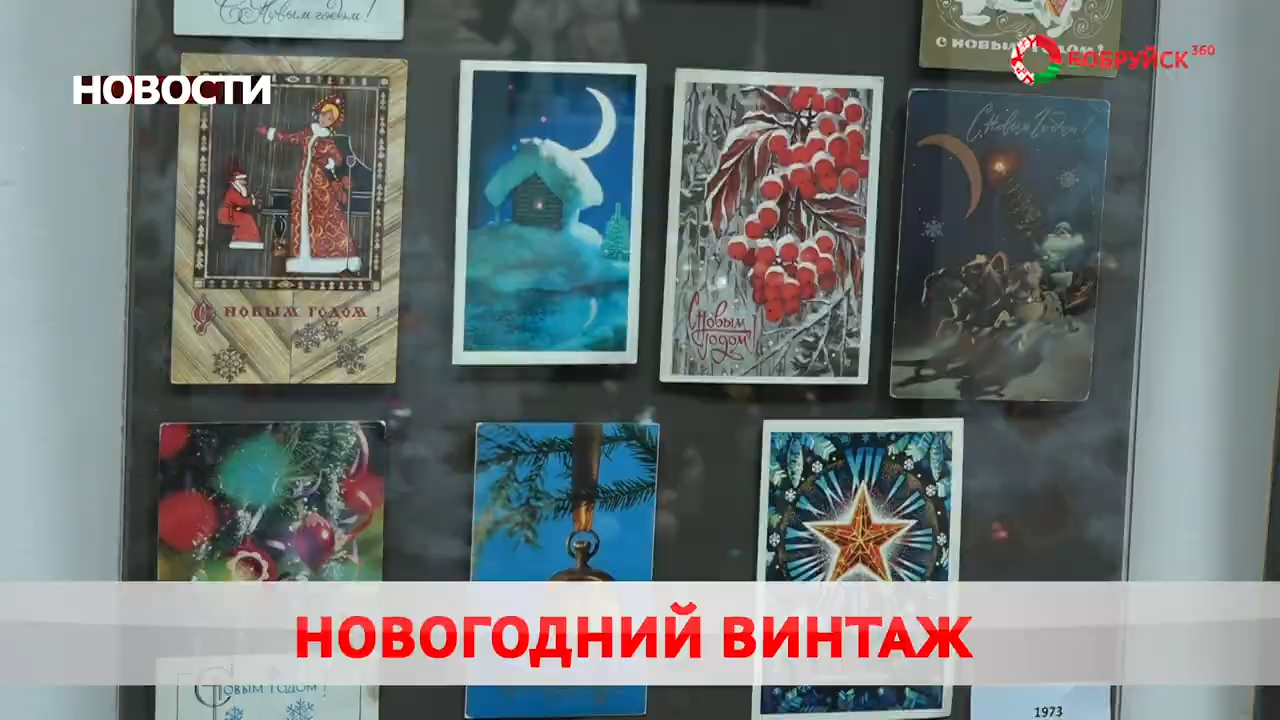 С Новым годом!
С НОВЫМ ГОДОМ!
НОВОСТИ
БОБРУЙСК 360
С Новым Годом!
С НОВЫМ ГОДОМ!
С Новым
годом!
НОВОГОДНИЙ ВИНТАЖ
С Новым годом!
1973